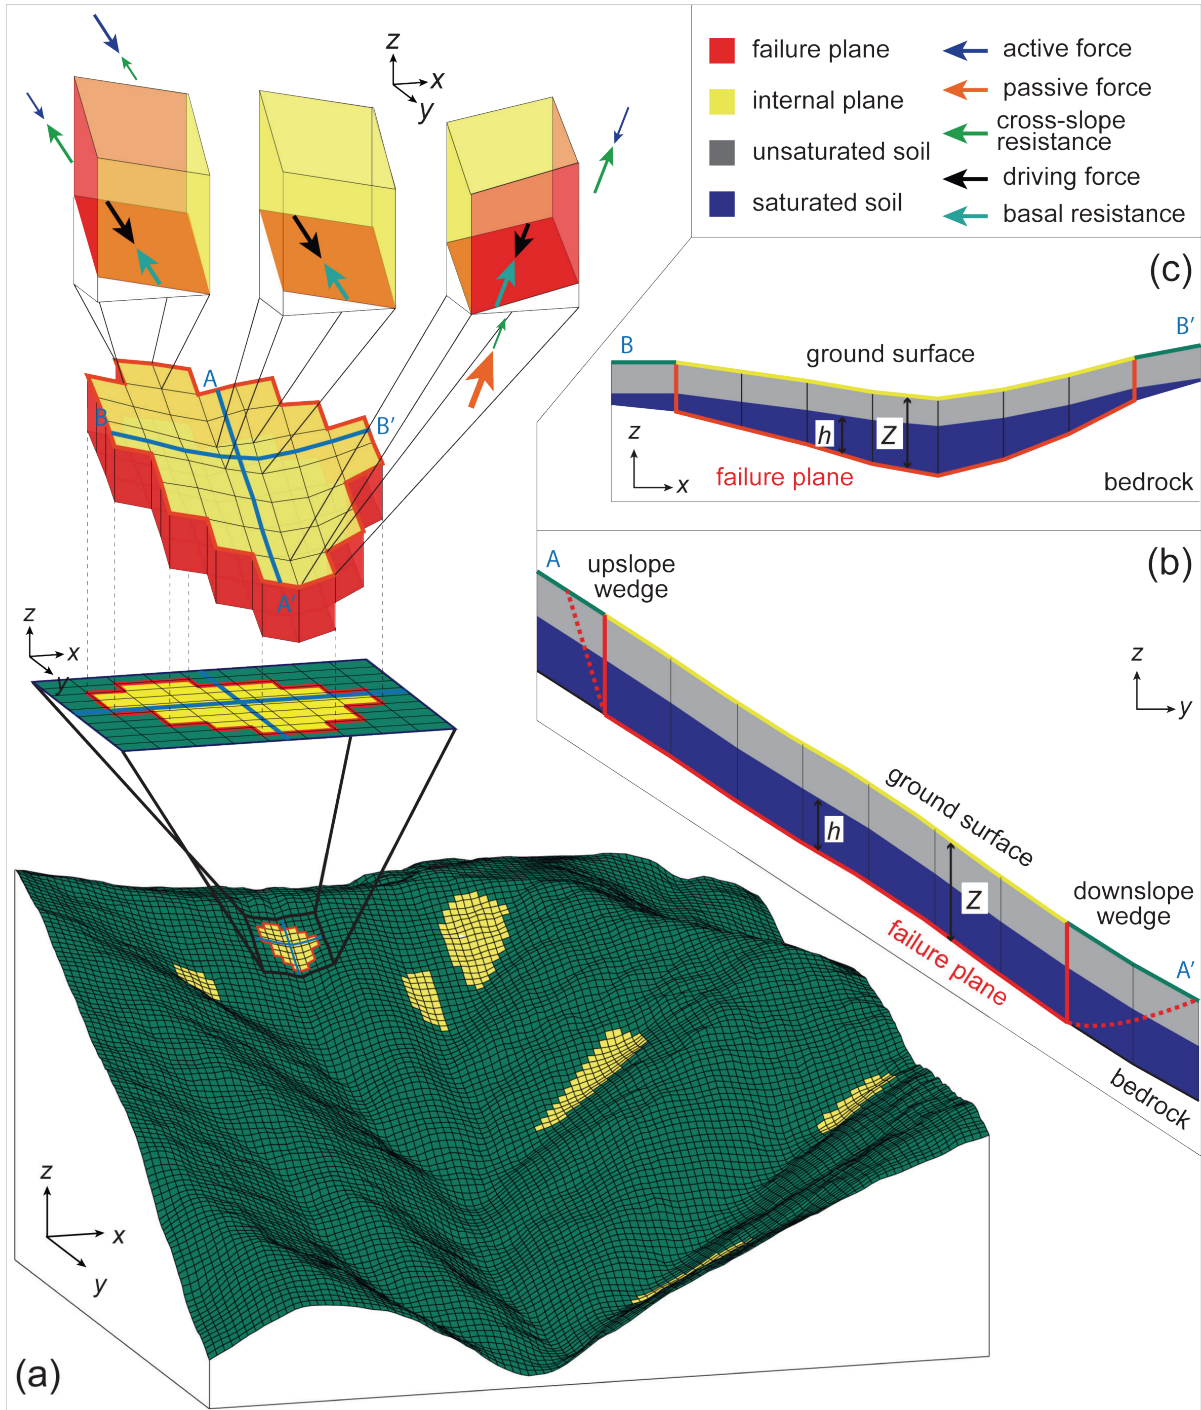 z
x
y
failure plane
internal plane
unsaturated soil
saturated soil
active force
passive force
cross-slope
resistance
driving force
basal resistance
(c)
B
B'
ground surface
h
Z
z
x
failure plane
bedrock
A
B
B'
A'
z
x
y
(b)
A
upslope
wedge
z
y
ground surface
h
Z
downslope
wedge
failure plane
A'
bedrock
z
x
y
(a)